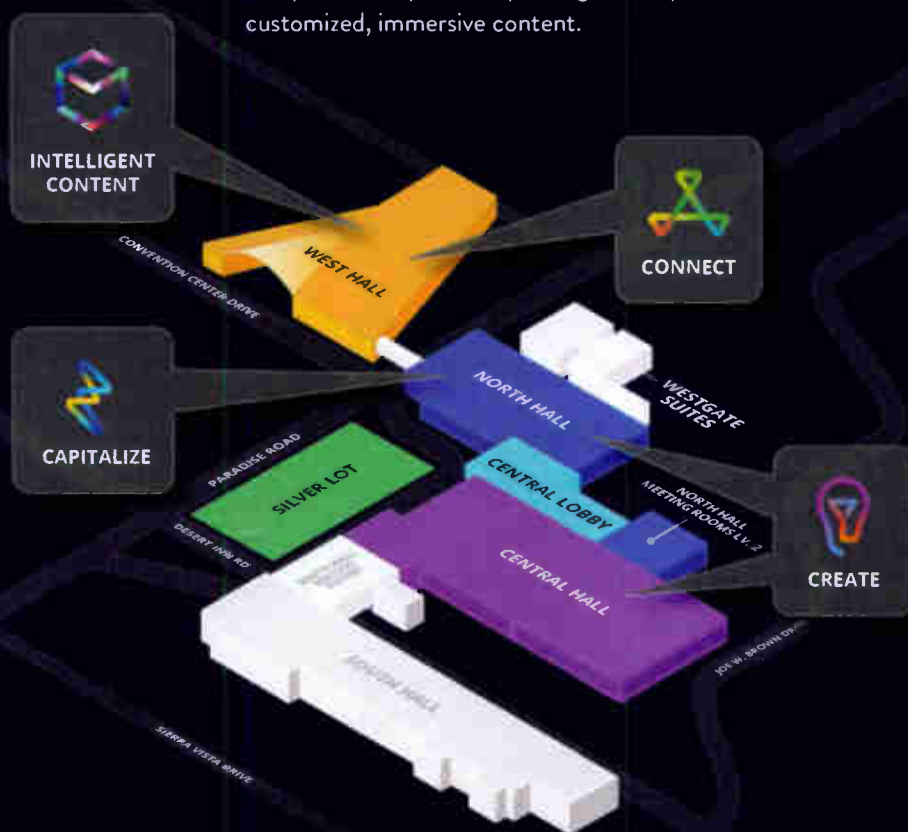 customized, immersive content.
INTELLIGENT
CONTENT
CONNECT
CONVENTION CENTER DRIVE
WEST HALL
CAPITALIZE
NORTH HALL
WESTGATE
SUITES
PARADISE ROAD
SILVER LOT
CENTRAL LOBBY
NORTH HALL
MEETING ROOMS LV. 2
DESERT INN RD
CENTRAL HALL
CREATE
JOE W. BROWN DR.
SOUTH HALL
SIERRA VISTA DRIVE